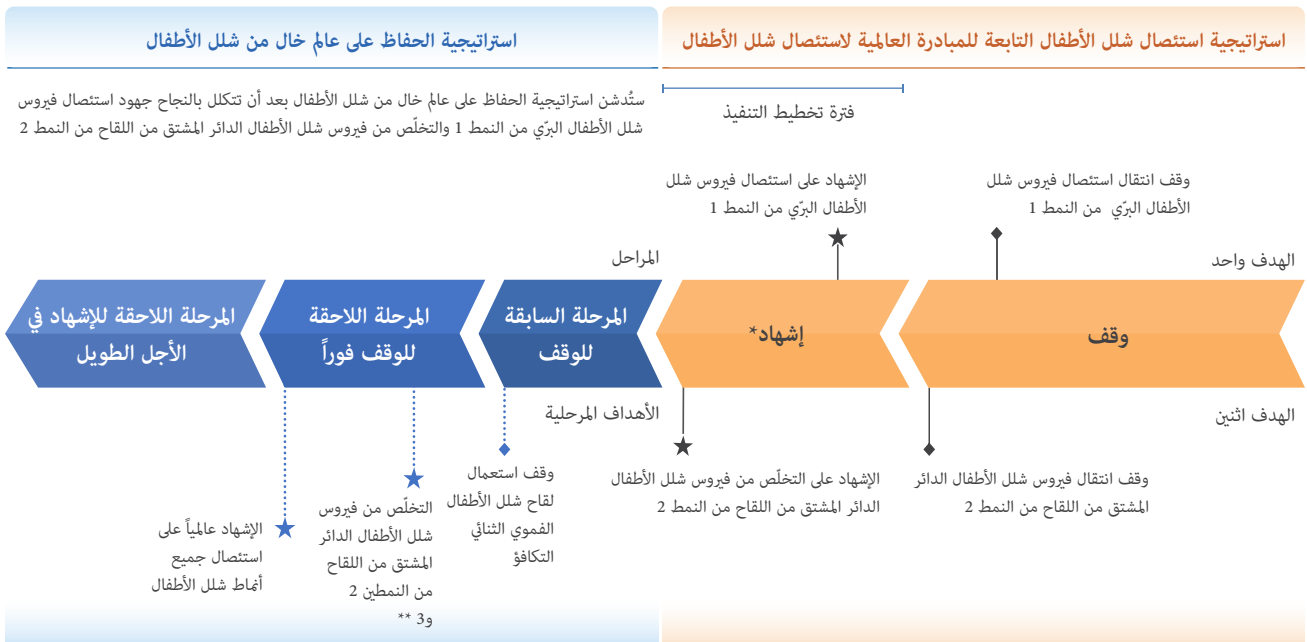 استراتيجية استئصال شلل الأطفال التابعة للمبادرة العالمية لاستئصال شلل الأطفال
فترة تخطيط التنفيذ
وقف انتقال استئصال فيروس شلل
الأطفال البرّي من النمط 1
الإشهاد على استئصال فيروس شلل
الأطفال البرّي من النمط 1
الهدف واحد
وقف
إشهاد*
الهدف اثنين
وقف انتقال فيروس شلل الأطفال الدائر
المشتق من اللقاح من النمط 2
الإشهاد على التخلّص من فيروس شلل الأطفال
الدائر المشتق من اللقاح من النمط 2
استراتيجية الحفاظ على عالم خال من شلل الأطفال
ستُدشن استراتيجية الحفاظ على عالم خال من شلل الأطفال بعد أن تتكلل بالنجاح جهود استئصال فيروس
شلل الأطفال البرّي من النمط 1 والتخلّص من فيروس شلل الأطفال الدائر المشتق من اللقاح من النمط 2
المراحل
المرحلة السابقة
للوقف
المرحلة اللاحقة
للوقف فوراً
المرحلة اللاحقة للإشهاد في
الأجل الطويل
الأهداف المرحلية
وقف استعمال
لقاح شلل الأطفال
الفموي الثنائي
التكافؤ
التخلّص من فيروس
شلل الأطفال الدائر
المشتق من اللقاح
من النمطين 2
و3 **
الإشهاد عالمياً على
استئصال جميع
أنماط شلل الأطفال